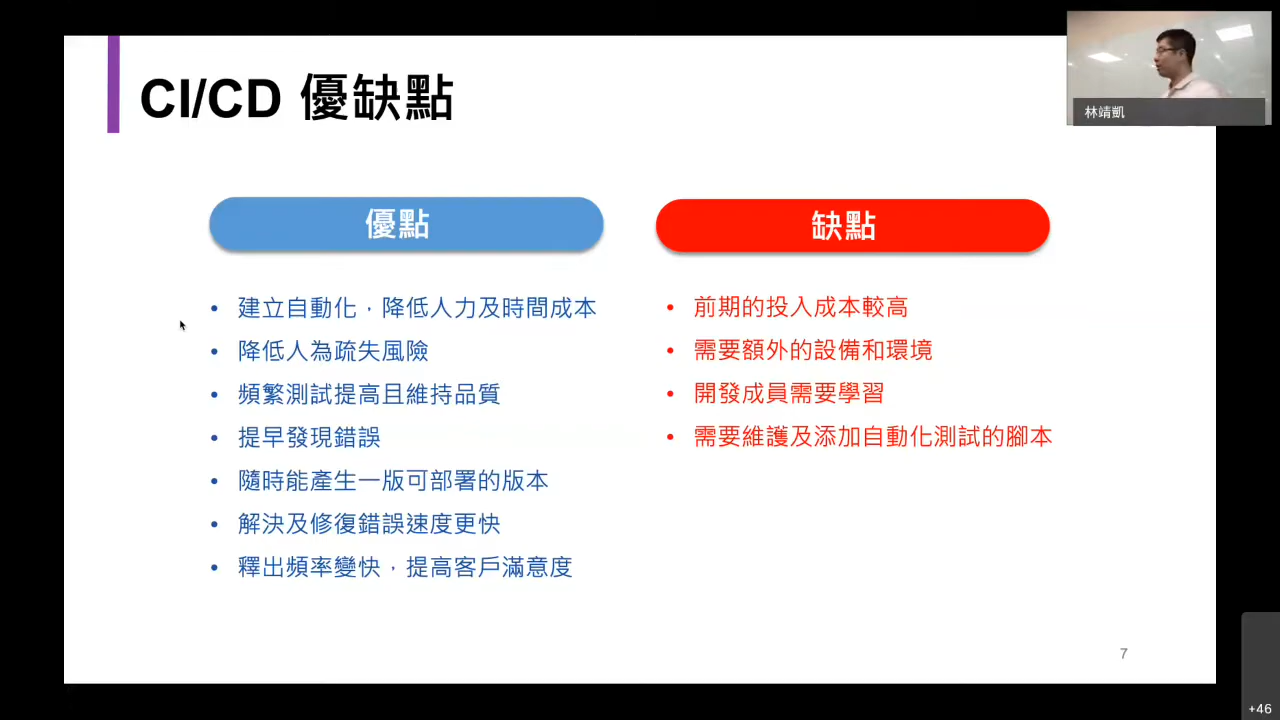 CI/CD 優缺點
林靖凱
優點
缺點
• 建立自動化，降低人力及時間成本
• 降低人為疏失風險
• 頻繁測試提高且維持品質
• 提早發現錯誤
• 隨時能產生一版可部署的版本
• 解決及修復錯誤速度更快
• 釋出頻率變快，提高客戶滿意度
• 前期的投入成本較高
• 需要額外的設備和環境
• 開發成員需要學習
• 需要維護及添加自動化測試的腳本
7
+46